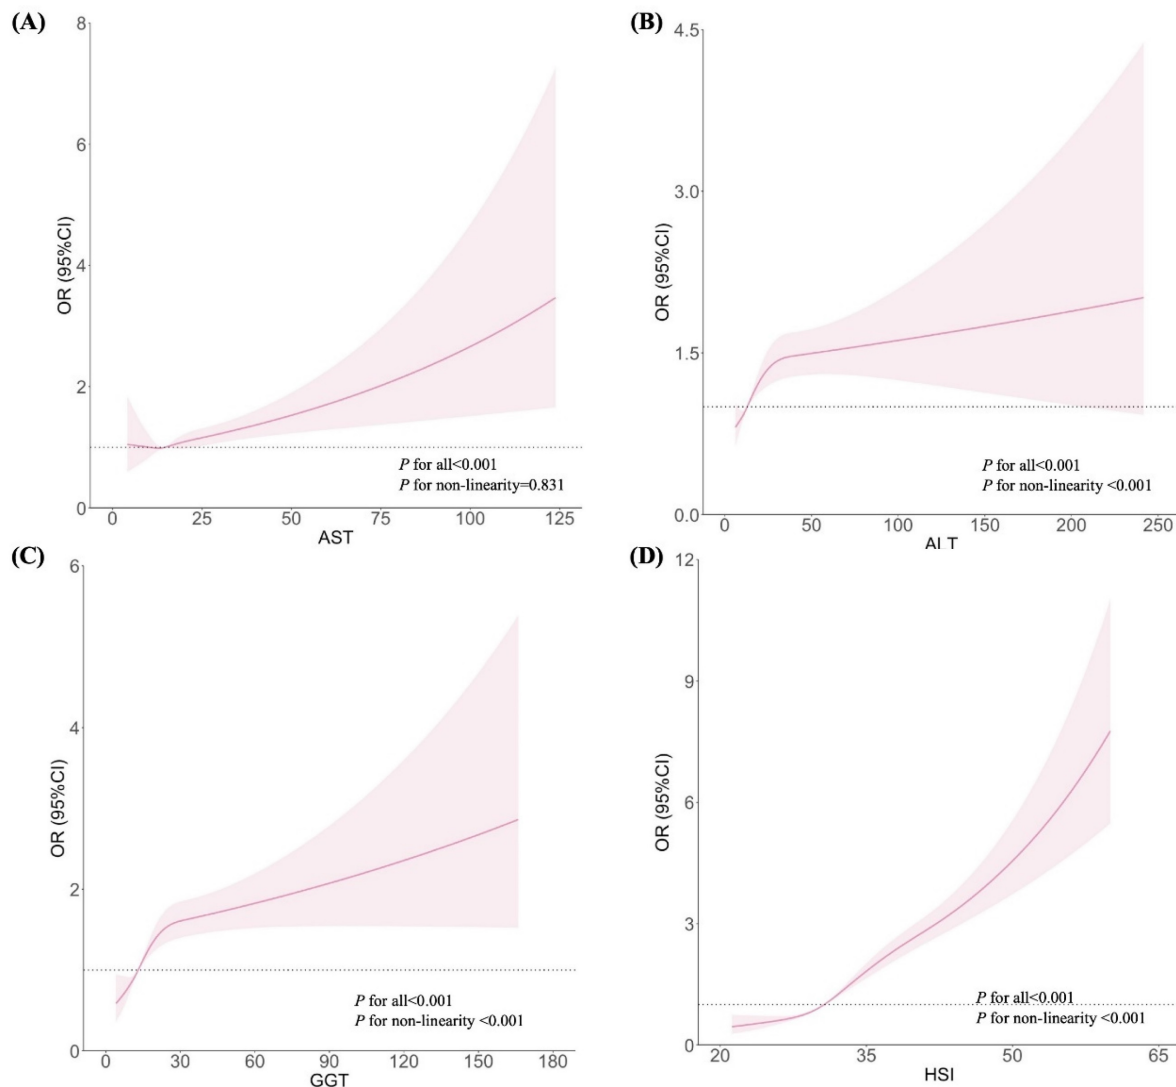 (A)
8
6
4
2
0
OR (95%CI)
P for all<0.001
P for non-linearity=0.831
0 25 50 75 100 125
AST
(B)
4.5
3.0
1.5
0.0
OR (95%CI)
P for all<0.001
P for non-linearity <0.001
0 50 100 150 200 250
ALT
(C)
6
4
2
0
OR (95%CI)
P for all<0.001
P for non-linearity <0.001
0 30 60 90 120 150 180
GGT
(D)
12
9
6
3
0
OR (95%CI)
P for all<0.001
P for non-linearity <0.001
20 35 50 65
HSI